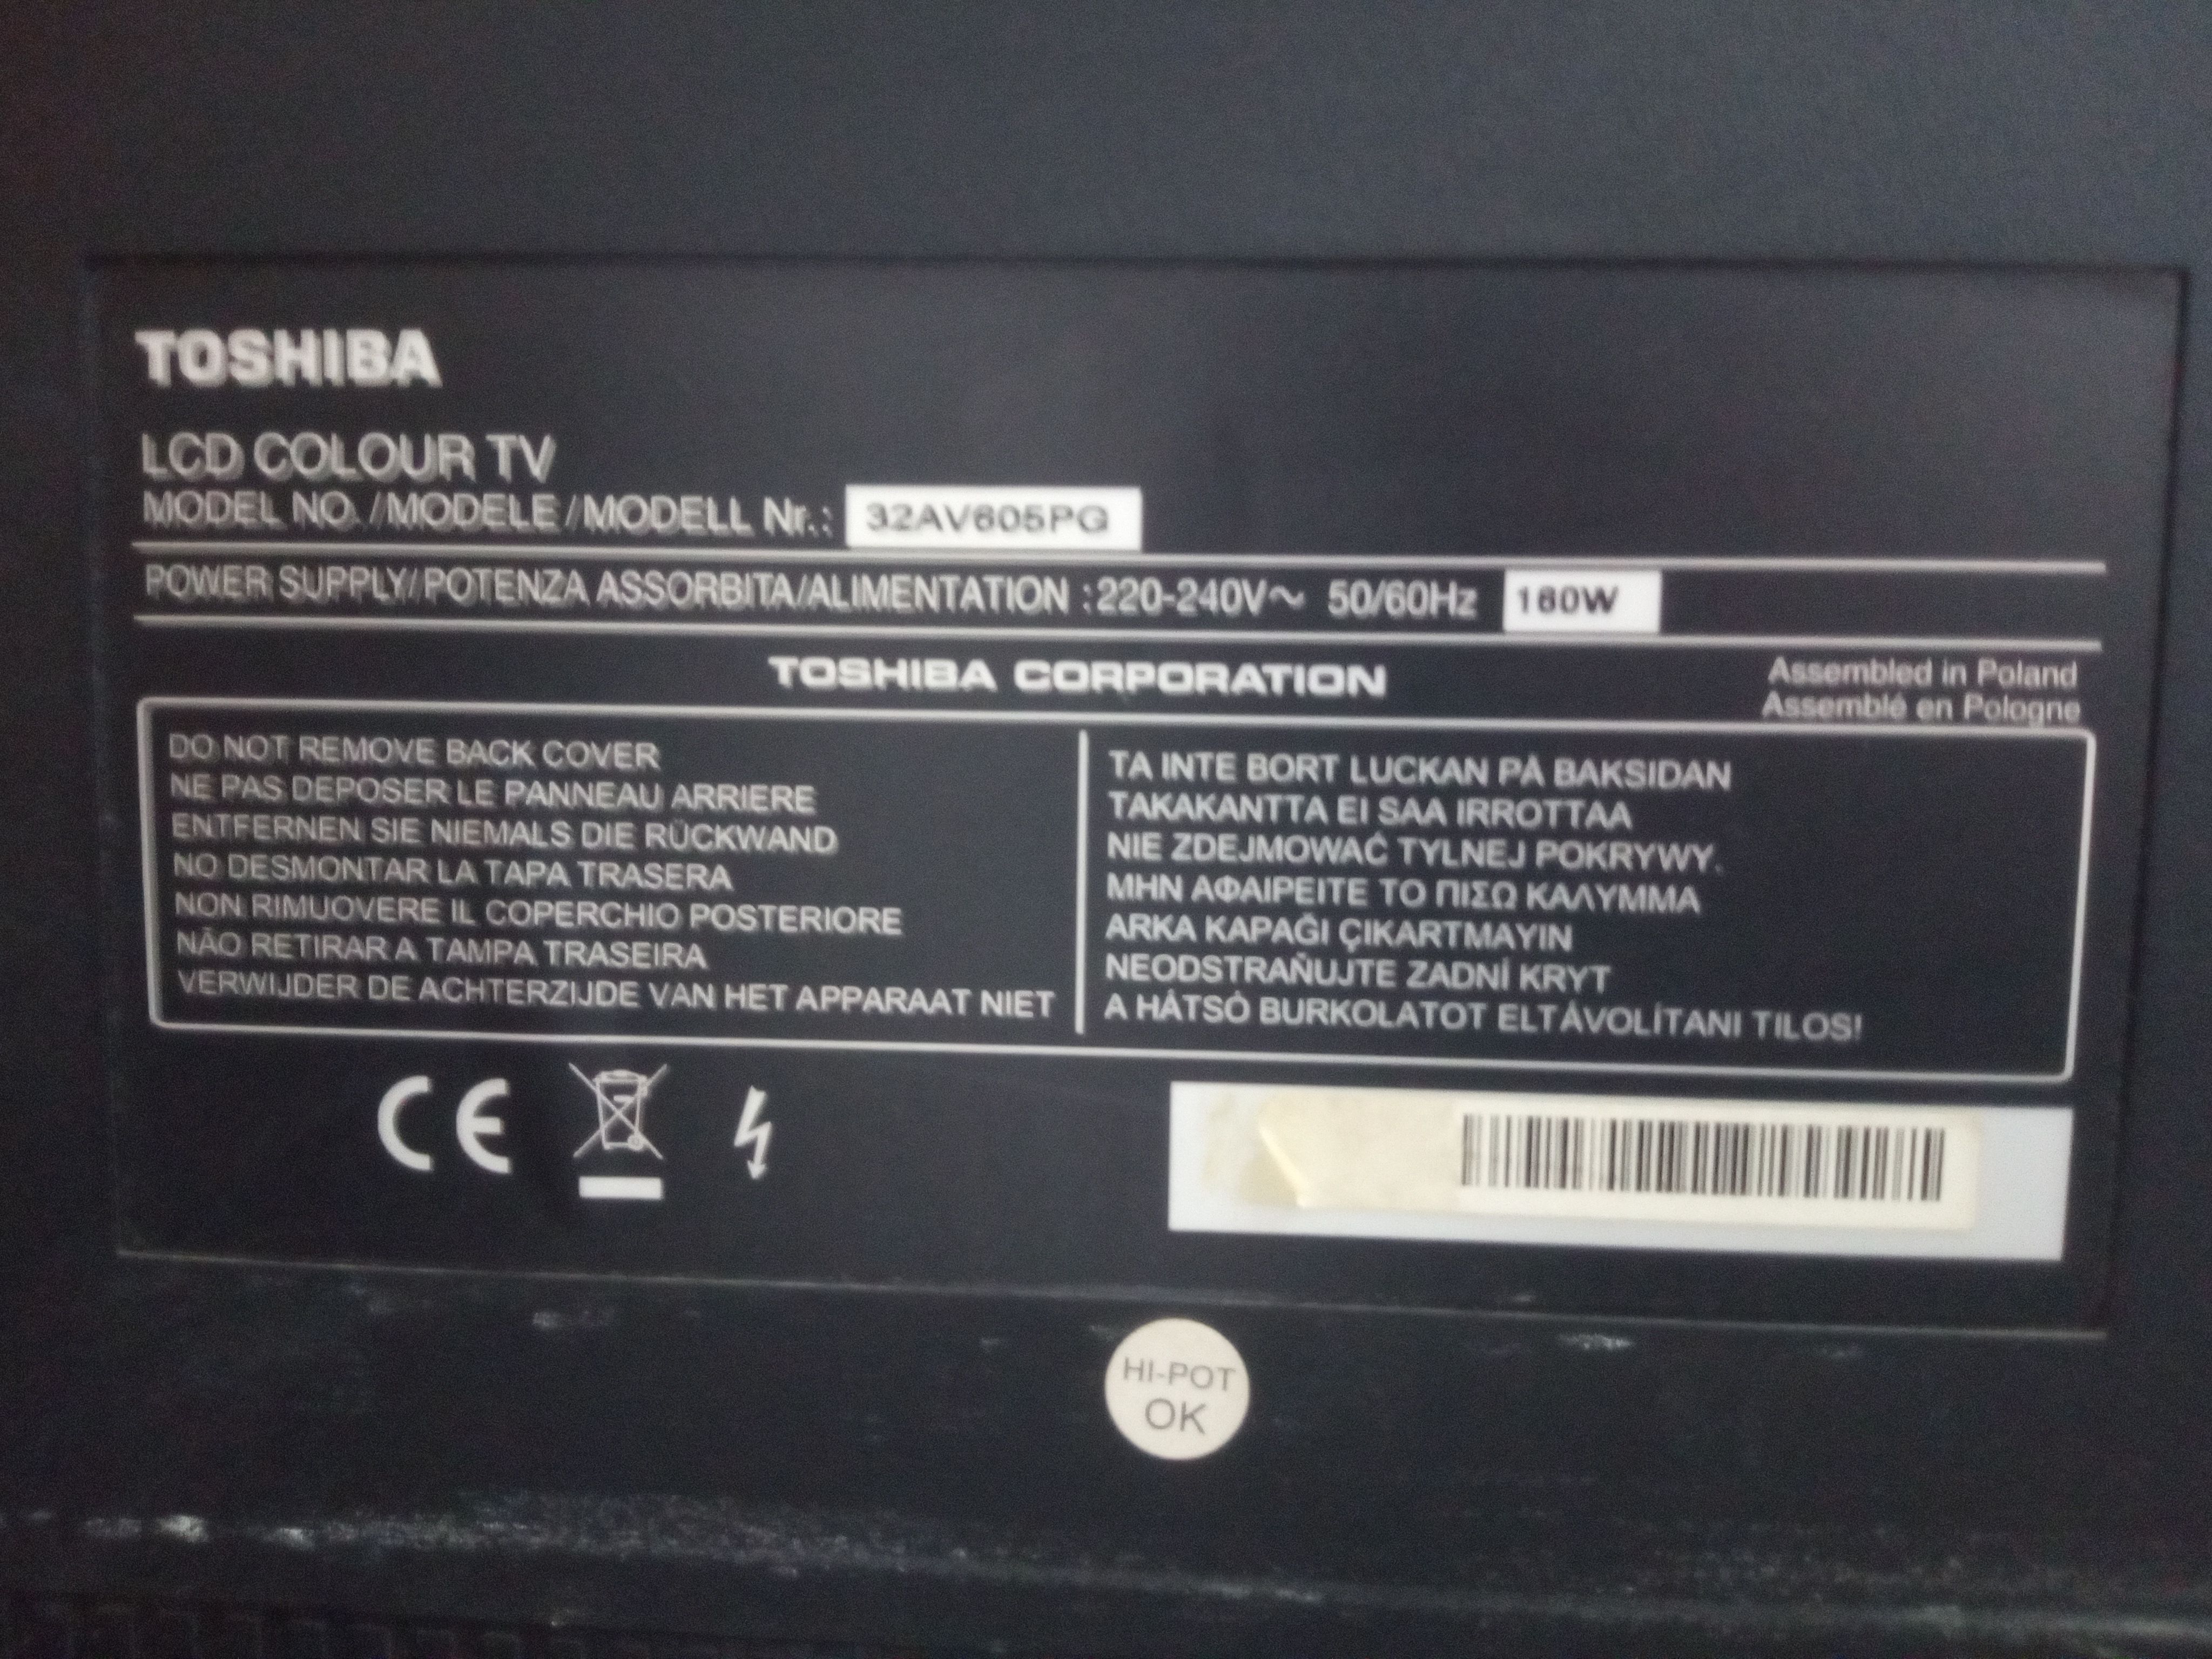 TOSHIBA
LCD COLOUR TV
MODEL NO./MODELE/MODELL Nr.: 32AV605PG
POWER SUPPLY/POTENZA ASSORBITA/ALIMENTATION :220-240V~ 50/60Hz 160W
TOSHIBA CORPORATION
Assembled in Poland
Assemblé en Pologne
DO NOT REMOVE BACK COVER
NE PAS DEPOSER LE PANNEAU ARRIERE
ENTFERNEN SIE NIEMALS DIE RÜCKWAND
NO DESMONTAR LA TAPA TRASERA
NON RIMUOVERE IL COPERCHIO POSTERIORE
NÃO RETIRAR A TAMPA TRASEIRA
VERWIJDER DE ACHTERZIJDE VAN HET APPARAAT NIET
TA INTE BORT LUCKAN PÅ BAKSIDAN
TAKAKANTTA EI SAA IRROTTAA
NIE ZDEJMOWAĆ TYLNEJ POKRYWY.
ΜΗΝ ΑΦΑΙΡΕΙΤΕ ΤΟ ΠΙΣΩ ΚΑΛΥΜΜΑ
ARKA KAPAĞI ÇIKARTMAYIN
NEODSTRAŇUJTE ZADNÍ KRYT
A HÁTSÓ BURKOLATOT ELTÁVOLÍTANI TILOS!
CE
HI-POT
OK